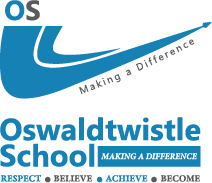 OS
Making a Difference
Oswaldtwistle
School MAKING A DIFFERENCE
RESPECT ● BELIEVE ● ACHIEVE ● BECOME